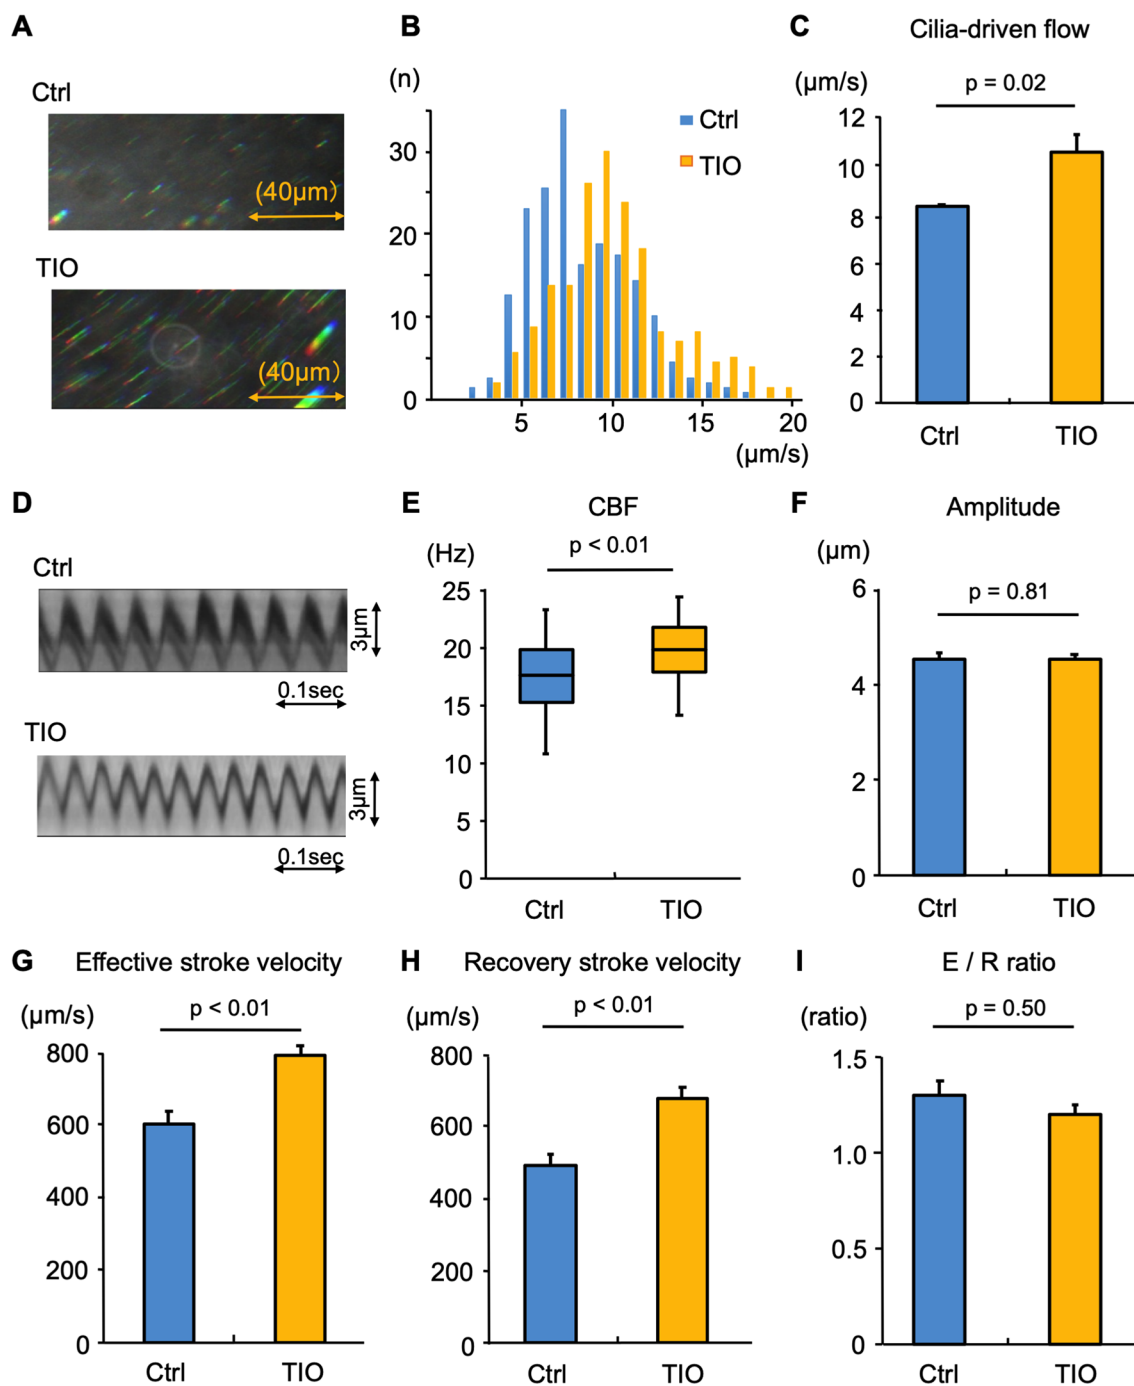 A
Ctrl
(40µm)
TIO
(40µm)
B
(n)
30
20
10
0
5
10
15
20
(µm/s)
Ctrl
TIO
C
Cilia-driven flow
(µm/s)
p = 0.02
12
10
8
6
4
2
0
Ctrl
TIO
D
Ctrl
3µm
0.1sec
TIO
3µm
0.1sec
E
CBF
(Hz)
p < 0.01
25
20
15
10
5
0
Ctrl
TIO
F
Amplitude
(µm)
p = 0.81
6
4
2
0
Ctrl
TIO
G
Effective stroke velocity
(µm/s)
p < 0.01
800
600
400
200
0
Ctrl
TIO
H
Recovery stroke velocity
(µm/s)
p < 0.01
800
600
400
200
0
Ctrl
TIO
I
E / R ratio
(ratio)
p = 0.50
1.5
1.0
0.5
0
Ctrl
TIO